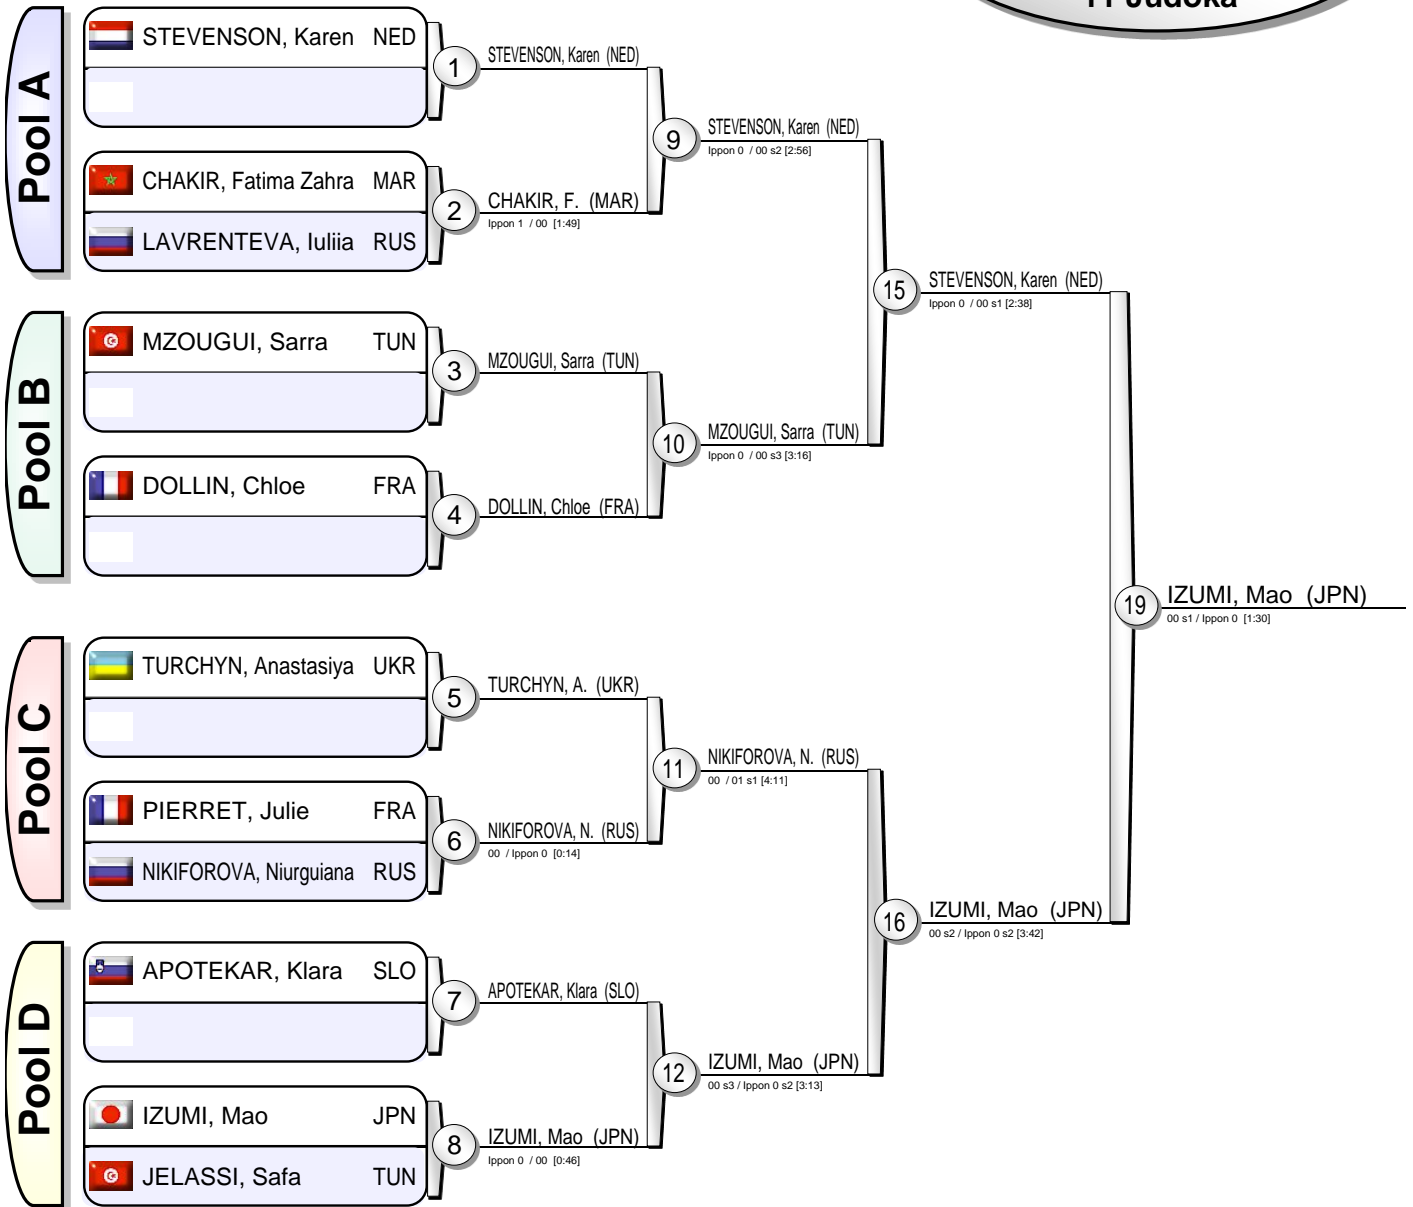 11 Judoka
Pool A
STEVENSON, Karen NED
CHAKIR, Fatima Zahra MAR
LAVRENTEVA, Iuliia RUS
Pool B
MZOUGUI, Sarra TUN
DOLLIN, Chloe FRA
Pool C
TURCHYN, Anastasiya UKR
PIERRET, Julie FRA
NIKIFOROVA, Niurguiana RUS
Pool D
APOTEKAR, Klara SLO
IZUMI, Mao JPN
JELASSI, Safa TUN
1
STEVENSON, Karen (NED)
2
CHAKIR, F. (MAR)
Ippon 1 / 00 [1:49]
3
MZOUGUI, Sarra (TUN)
4
DOLLIN, Chloe (FRA)
5
TURCHYN, A. (UKR)
6
NIKIFOROVA, N. (RUS)
00 / Ippon 0 [0:14]
7
APOTEKAR, Klara (SLO)
8
IZUMI, Mao (JPN)
Ippon 0 / 00 [0:46]
9
STEVENSON, Karen (NED)
Ippon 0 / 00 s2 [2:56]
10
MZOUGUI, Sarra (TUN)
Ippon 0 / 00 s3 [3:16]
11
NIKIFOROVA, N. (RUS)
00 / 01 s1 [4:11]
12
IZUMI, Mao (JPN)
00 s3 / Ippon 0 s2 [3:13]
15
STEVENSON, Karen (NED)
Ippon 0 / 00 s1 [2:38]
16
IZUMI, Mao (JPN)
00 s2 / Ippon 0 s2 [3:42]
19
IZUMI, Mao (JPN)
00 s1 / Ippon 0 [1:30]